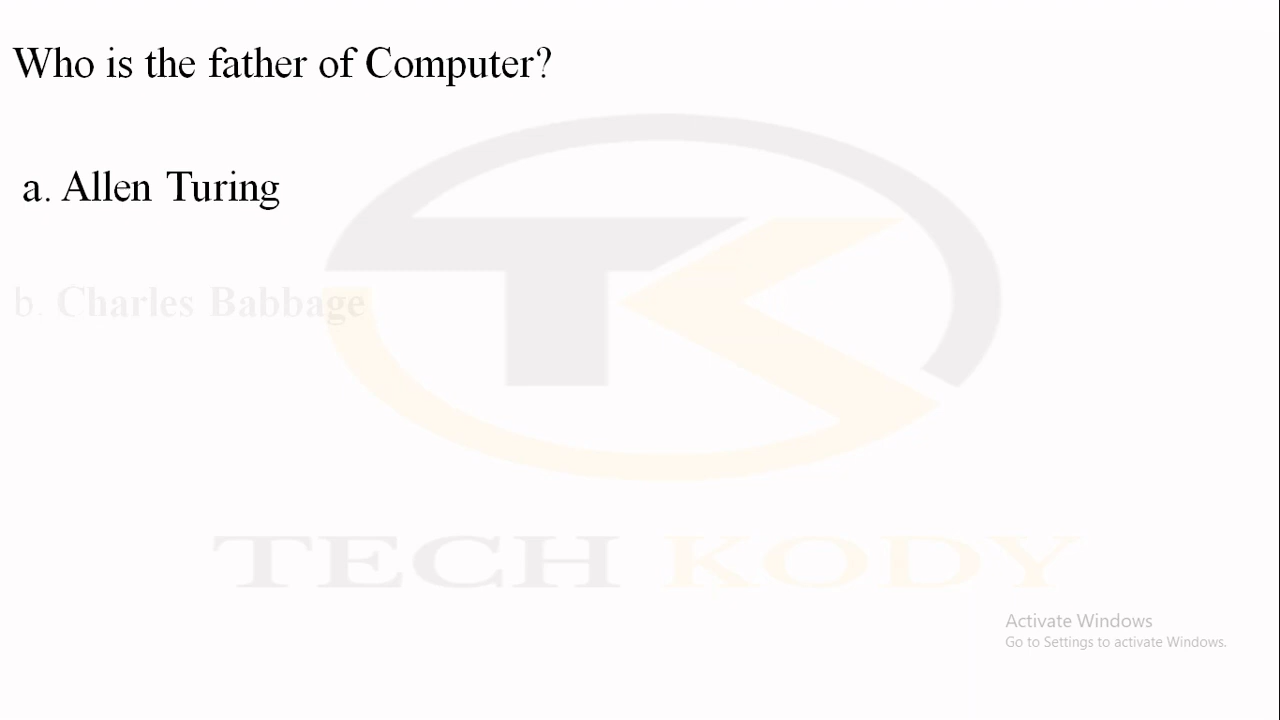 Who is the father of Computer?
a. Allen Turing
b. Charles Babbage
TK
TECH KODY
Activate Windows
Go to Settings to activate Windows.